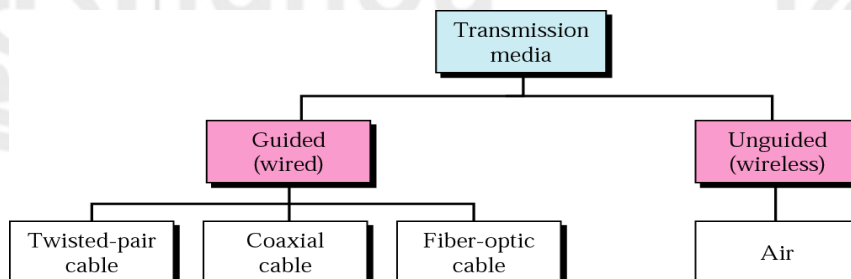 Transmission
media
Guided
(wired)
Unguided
(wireless)
Twisted-pair
cable
Coaxial
cable
Fiber-optic
cable
Air